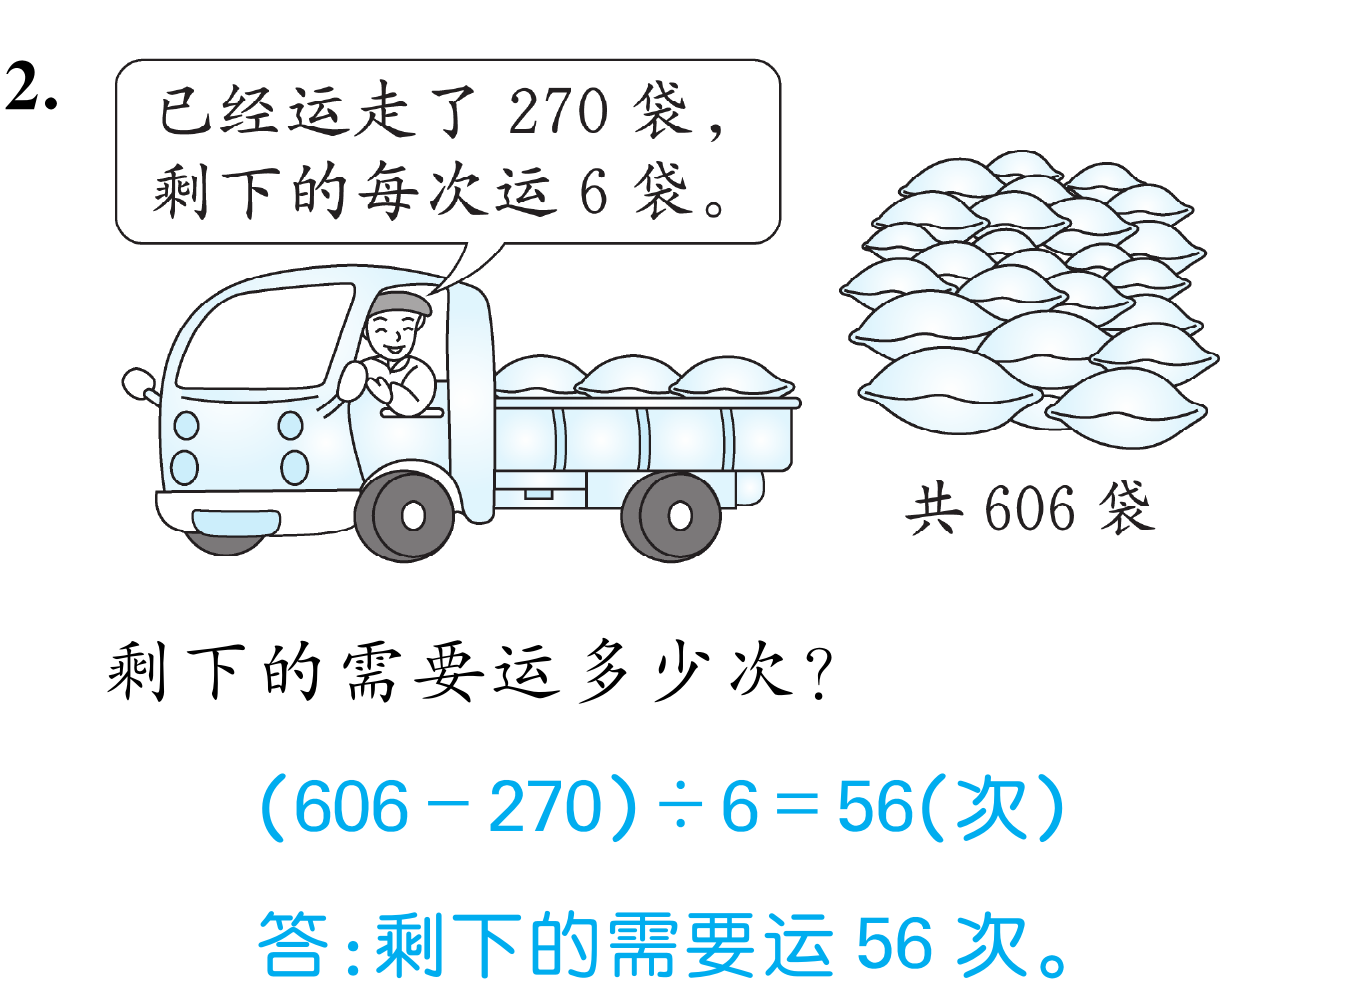 2.
已经运走了 270 袋，
剩下的每次运 6 袋。
共 606 袋
剩下的需要运多少次?
(606－270)÷6＝56(次)
答:剩下的需要运 56 次。